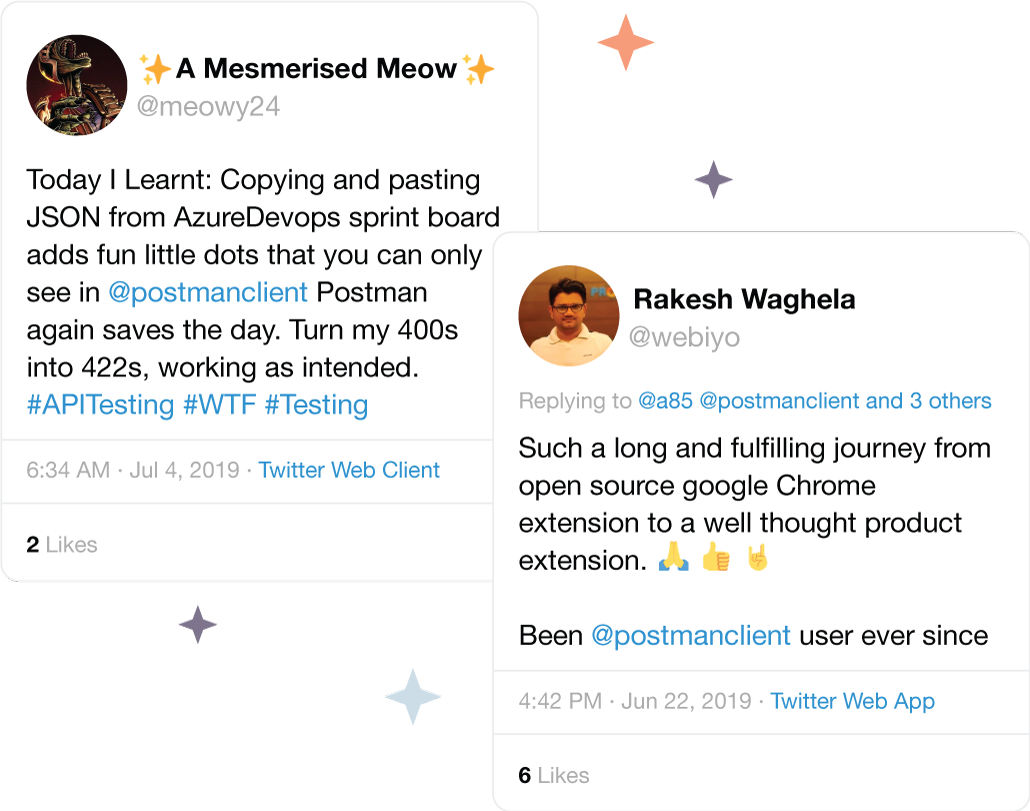 ✨A Mesmerised Meow✨
@meowy24
Today I Learnt: Copying and pasting
JSON from AzureDevops sprint board
adds fun little dots that you can only
see in @postmanclient Postman
again saves the day. Turn my 400s
into 422s, working as intended.
#APITesting #WTF #Testing
6:34 AM · Jul 4, 2019 · Twitter Web Client
2 Likes
Rakesh Waghela
@webiyo
Replying to @a85 @postmanclient and 3 others
Such a long and fulfilling journey from
open source google Chrome
extension to a well thought product
extension. 🙏 👍 🤘
Been @postmanclient user ever since
4:42 PM · Jun 22, 2019 · Twitter Web App
6 Likes